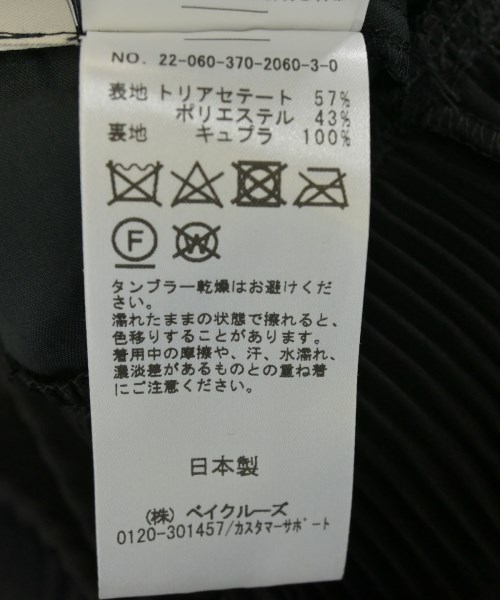 NO. 22-060-370-2060-3-0
表地 トリアセテート 57%
ポリエステル 43%
裏地 キュプラ 100%
F W
タンブラー乾燥はお避けくだ
さい。
濡れたままの状態で擦れると、
色移りすることがあります。
着用中の摩擦や、汗、水濡れ、
濃淡差があるものとの重ね着
にご注意ください。
日本製
(株) ベイクルーズ
0120-301457/カスタマーサポート